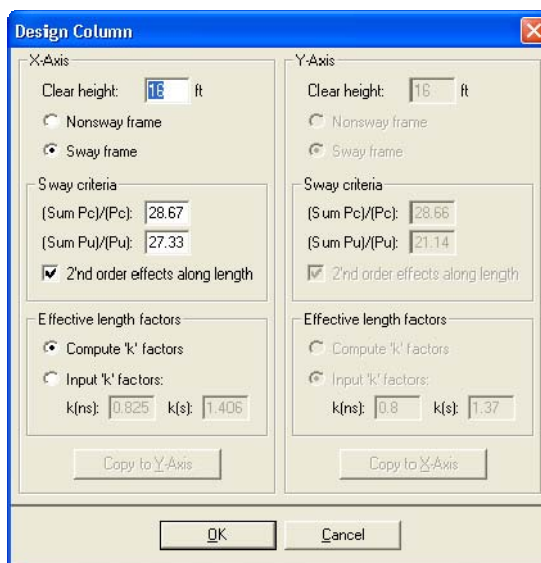 Design Column
X-Axis
Clear height: 16 ft
Nonsway frame
Sway frame
Sway criteria
(Sum Pc)/(Pc): 28.67
(Sum Pu)/(Pu): 27.33
2'nd order effects along length
Effective length factors
Compute 'k' factors
Input 'k' factors:
k(ns): 0.825 k(s): 1.406
Copy to Y-Axis
Y-Axis
Clear height: 16 ft
Nonsway frame
Sway frame
Sway criteria
(Sum Pc)/(Pc): 28.66
(Sum Pu)/(Pu): 21.14
2'nd order effects along length
Effective length factors
Compute 'k' factors
Input 'k' factors:
k(ns): 0.8 k(s): 1.37
Copy to X-Axis
OK Cancel